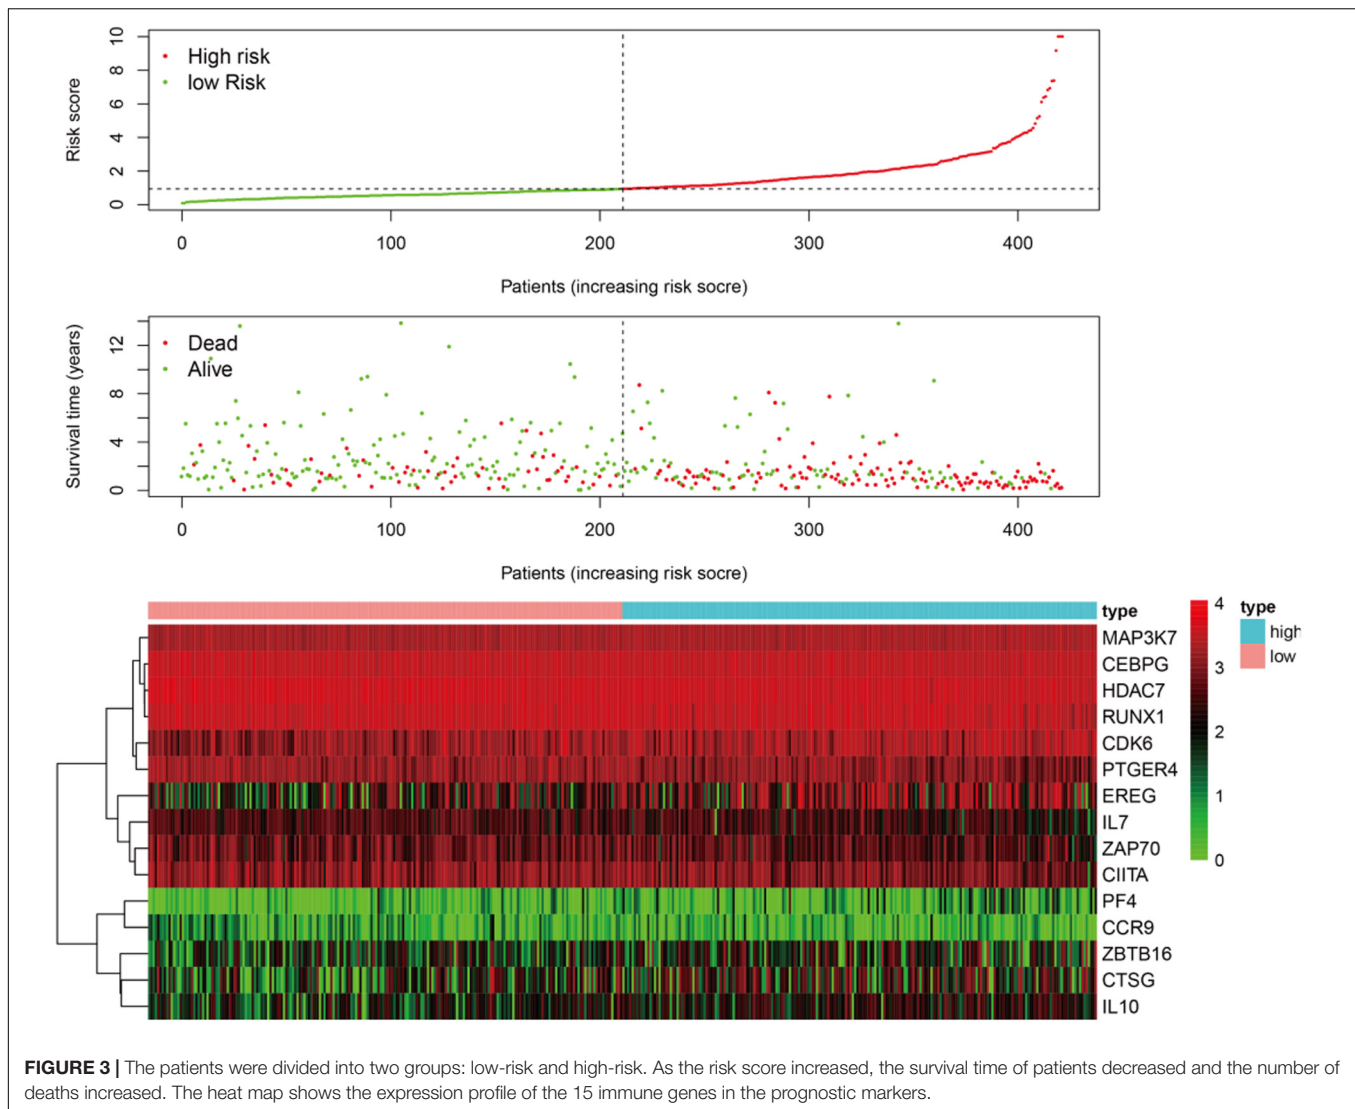 10
8
6
4
2
0
Risk score
High risk
low Risk
0 100 200 300 400
Patients (increasing risk socre)
12
8
4
0
Survival time (years)
Dead
Alive
0 100 200 300 400
Patients (increasing risk socre)
type
MAP3K7
CEBPG
HDAC7
RUNX1
CDK6
PTGER4
EREG
IL7
ZAP70
CIITA
PF4
CCR9
ZBTB16
CTSG
IL10
4
3
2
1
0
type
high
low
FIGURE 3 | The patients were divided into two groups: low-risk and high-risk. As the risk score increased, the survival time of patients decreased and the number of
deaths increased. The heat map shows the expression profile of the 15 immune genes in the prognostic markers.